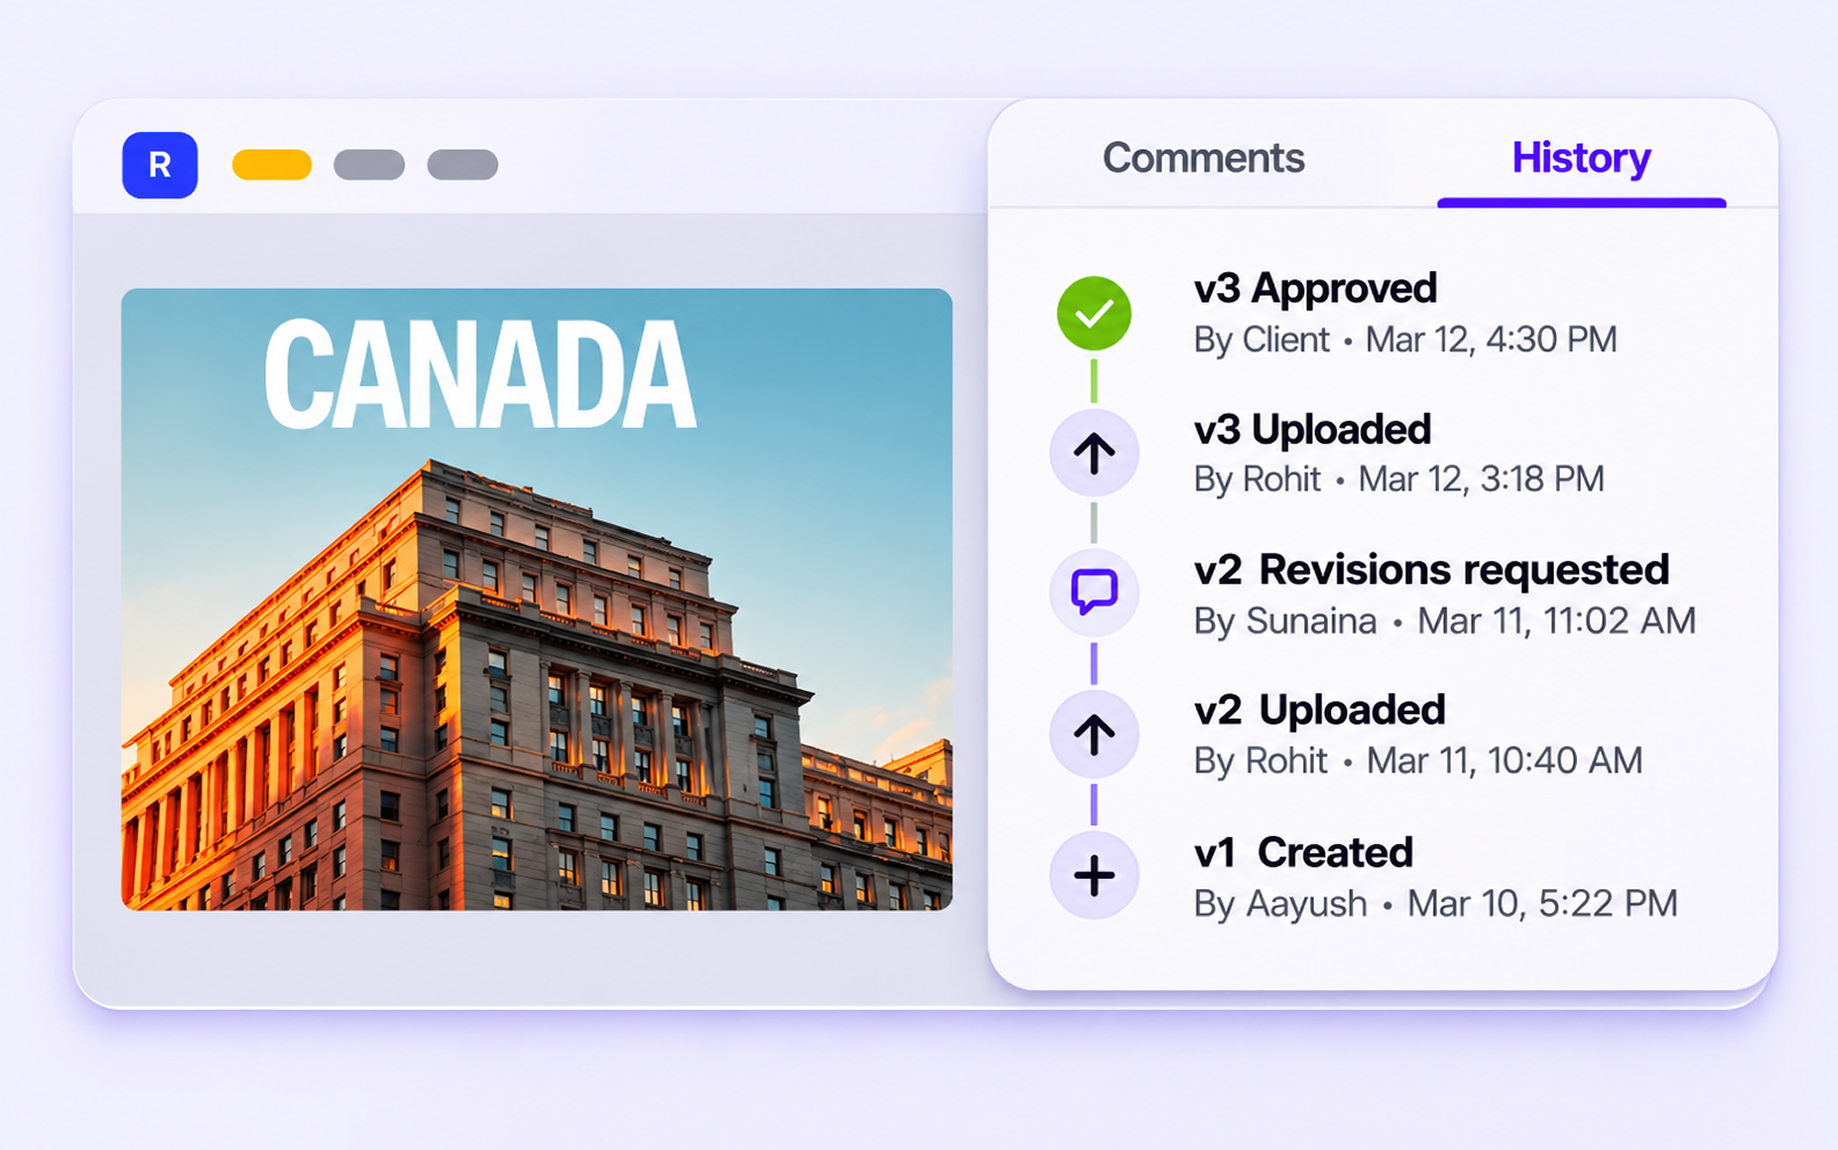 R
Comments
History
CANADA
v3 Approved
By Client • Mar 12, 4:30 PM
v3 Uploaded
By Rohit • Mar 12, 3:18 PM
v2 Revisions requested
By Sunaina • Mar 11, 11:02 AM
v2 Uploaded
By Rohit • Mar 11, 10:40 AM
v1 Created
By Aayush • Mar 10, 5:22 PM